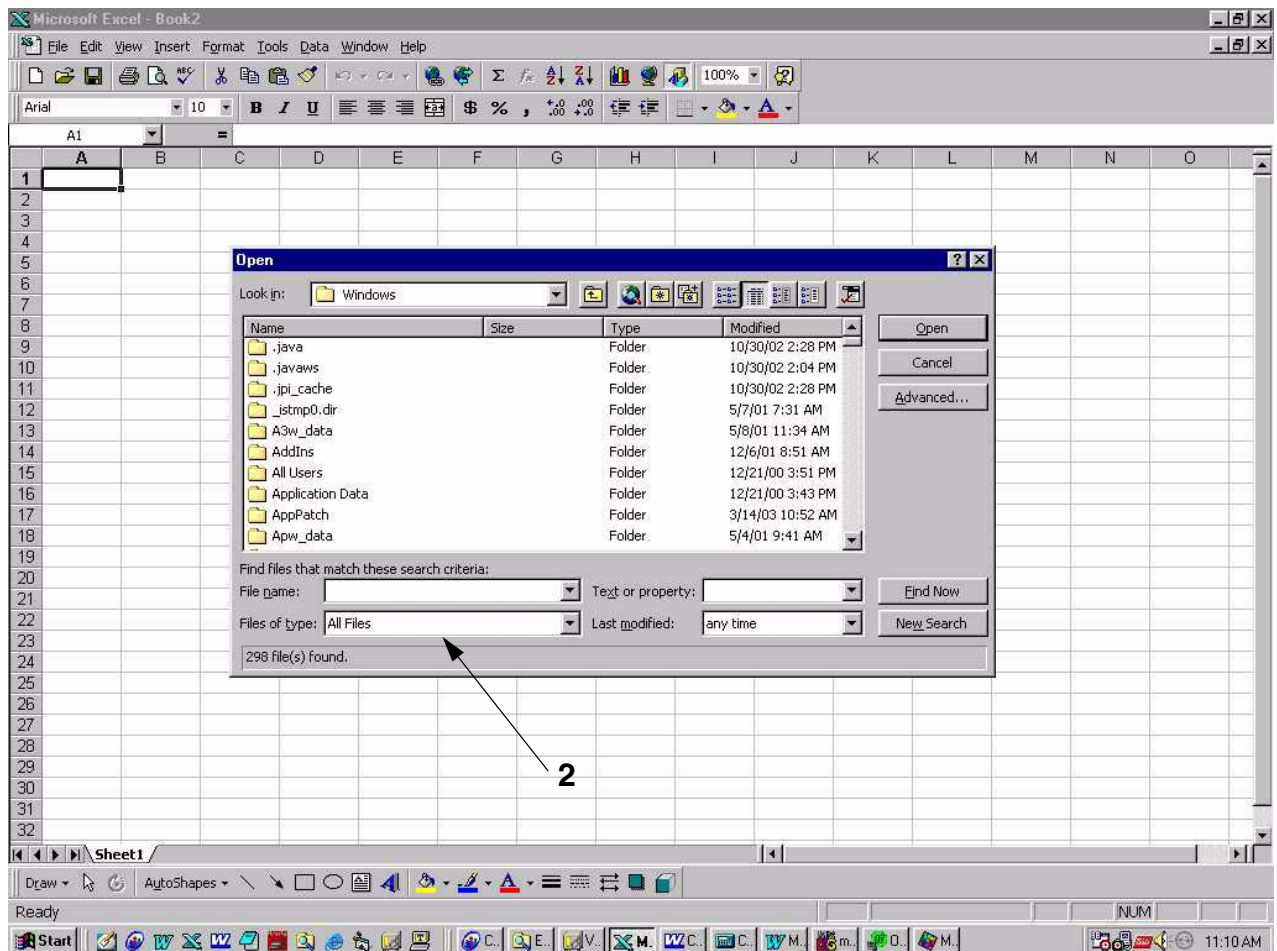 Microsoft Excel - Book2
File Edit View Insert Format Tools Data Window Help
ABC Σ fx A Z Z A 100% ?
Arial 10 B I U $ % , +.0 .00 .00 +.0 A
A1 =
A B C D E F G H I J K L M N O
1
2
3
4
5
6
7
8
9
10
11
12
13
14
15
16
17
18
19
20
21
22
23
24
25
26
27
28
29
30
31
32
Open
Look in: Windows
Name Size Type Modified
.java Folder 10/30/02 2:28 PM
.javaws Folder 10/30/02 2:04 PM
.jpi_cache Folder 10/30/02 2:28 PM
_istmp0.dir Folder 5/7/01 7:31 AM
A3w_data Folder 5/8/01 11:34 AM
AddIns Folder 12/6/01 8:51 AM
All Users Folder 12/21/00 3:51 PM
Application Data Folder 12/21/00 3:43 PM
AppPatch Folder 3/14/03 10:52 AM
Apw_data Folder 5/4/01 9:41 AM
Open
Cancel
Advanced...
Find files that match these search criteria:
File name: Text or property: Find Now
Files of type: All Files Last modified: any time New Search
298 file(s) found.
2
Sheet1
Draw AutoShapes A A
Ready NUM
Start C.. E.. V.. M. C.. C.. M. m.. O.. M. 11:10 AM